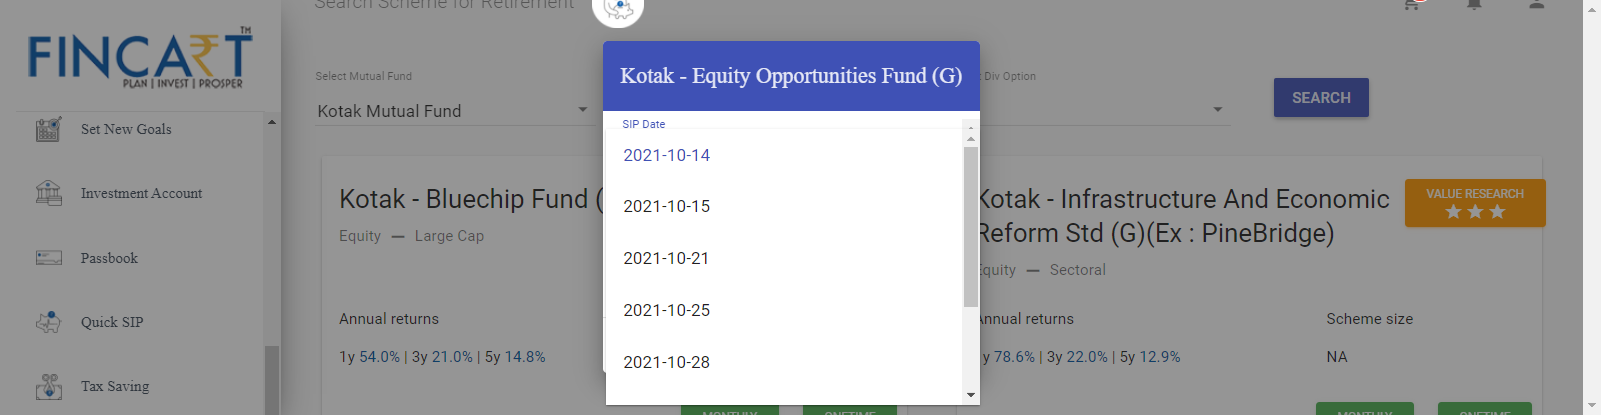 Search Scheme for Retirement
FINCART™
PLAN | INVEST | PROSPER
Set New Goals
Investment Account
Passbook
Quick SIP
Tax Saving
Select Mutual Fund
Kotak Mutual Fund
Div Option
SEARCH
Kotak - Equity Opportunities Fund (G)
SIP Date
2021-10-14
2021-10-15
2021-10-21
2021-10-25
2021-10-28
Kotak - Bluechip Fund (
Equity — Large Cap
Annual returns
1y 54.0% | 3y 21.0% | 5y 14.8%
MONTHLY
ONETIME
Kotak - Infrastructure And Economic
Reform Std (G)(Ex : PineBridge)
VALUE RESEARCH
Equity — Sectoral
Annual returns
Scheme size
y 78.6% | 3y 22.0% | 5y 12.9%
NA
MONTHLY
ONETIME